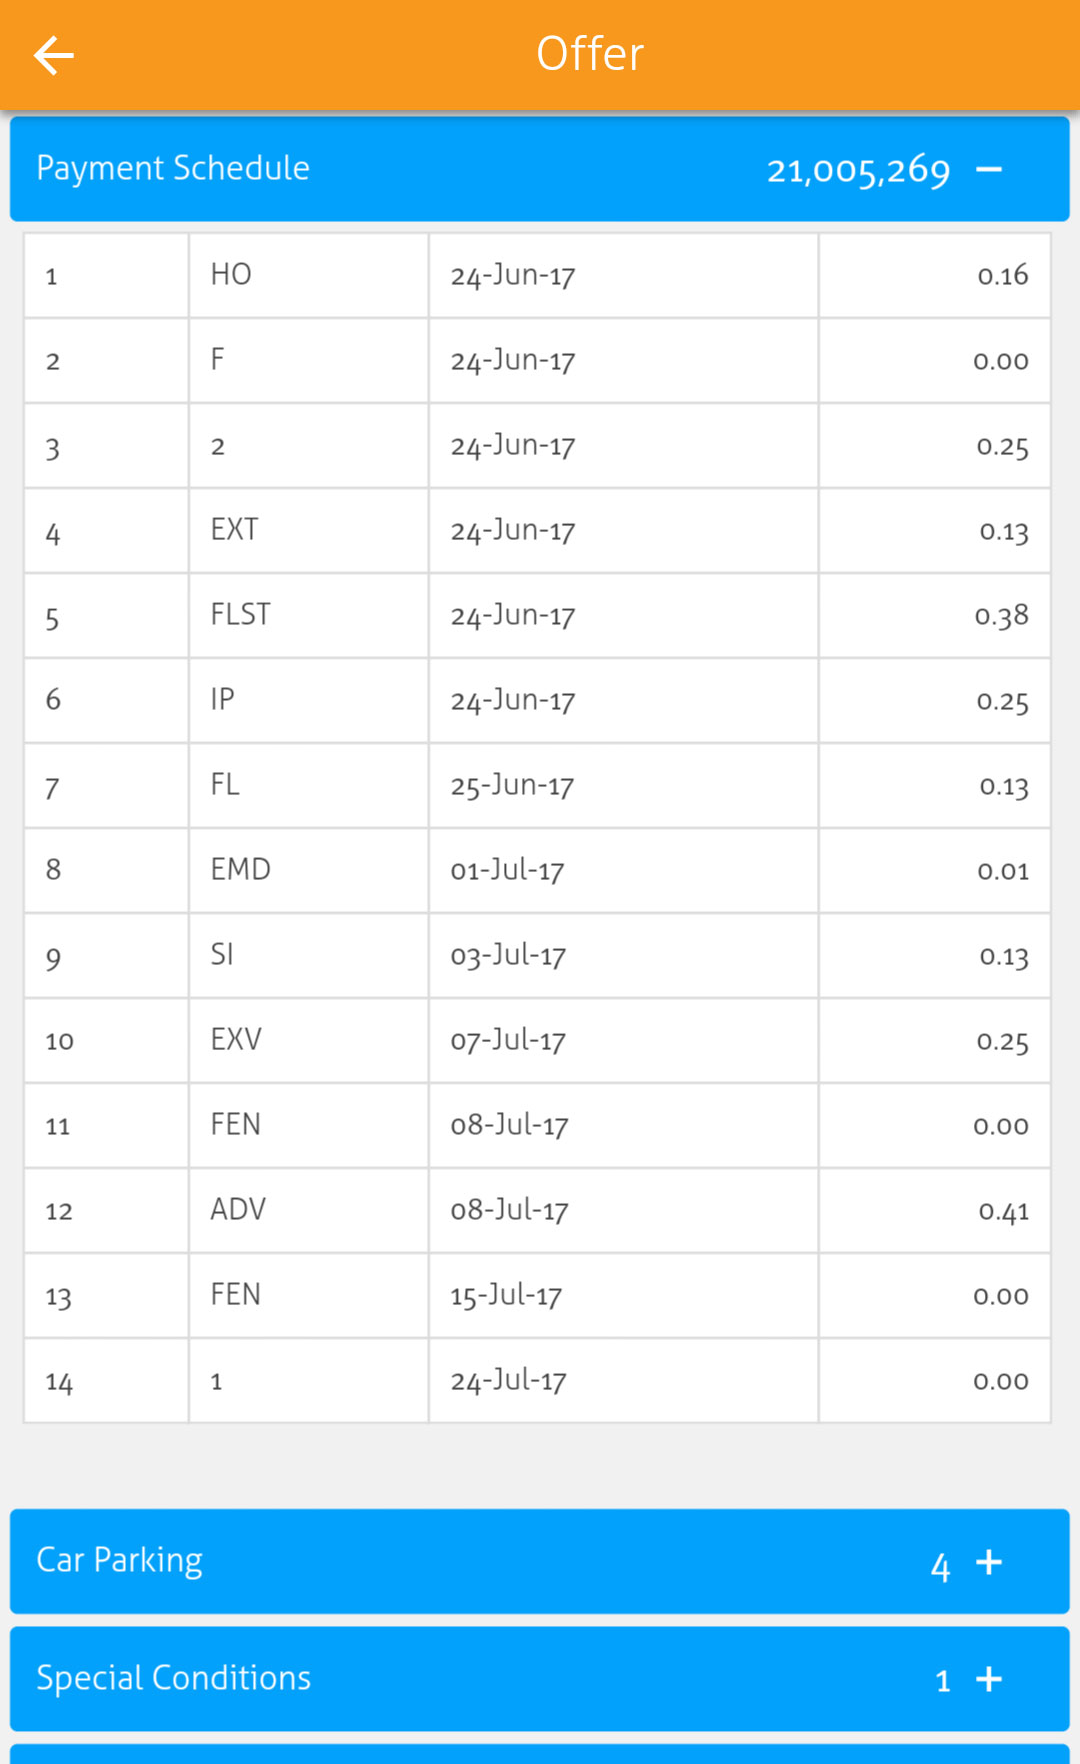 Offer
Payment Schedule 21,005,269
1 HO 24-Jun-17 0.16
2 F 24-Jun-17 0.00
3 2 24-Jun-17 0.25
4 EXT 24-Jun-17 0.13
5 FLST 24-Jun-17 0.38
6 IP 24-Jun-17 0.25
7 FL 25-Jun-17 0.13
8 EMD 01-Jul-17 0.01
9 SI 03-Jul-17 0.13
10 EXV 07-Jul-17 0.25
11 FEN 08-Jul-17 0.00
12 ADV 08-Jul-17 0.41
13 FEN 15-Jul-17 0.00
14 1 24-Jul-17 0.00
Car Parking 4 +
Special Conditions 1 +